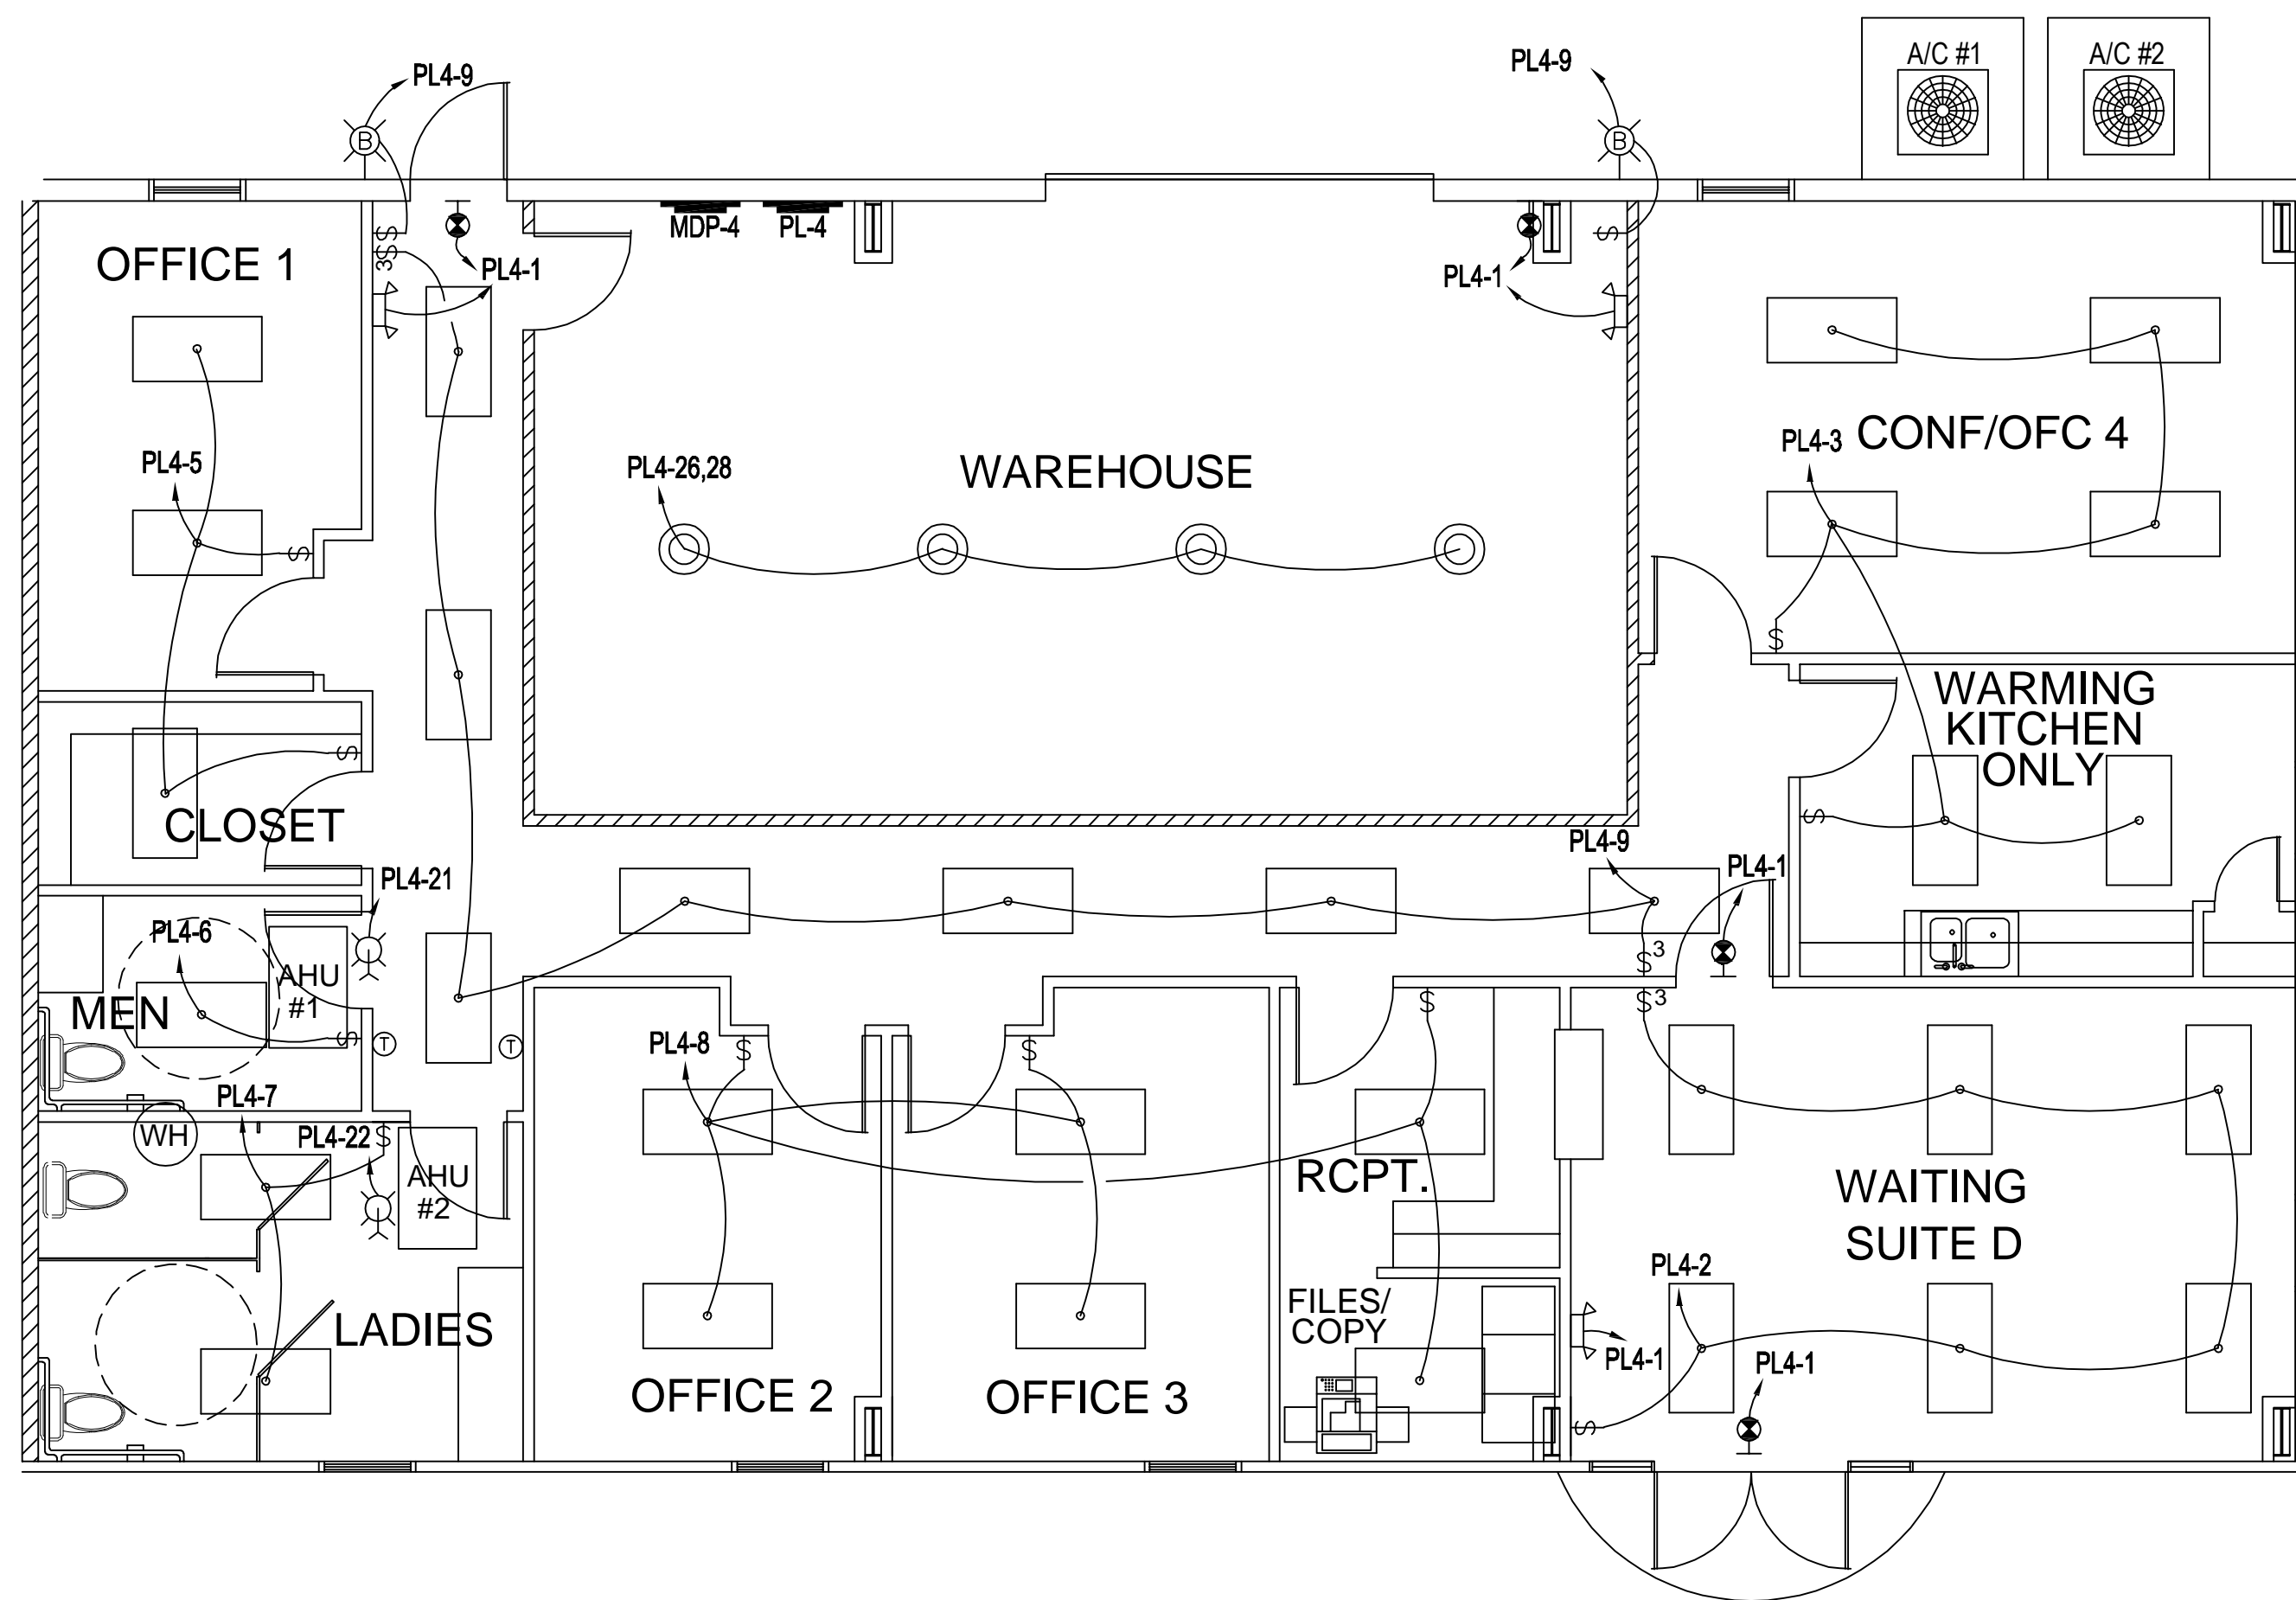 A/C #1
A/C #2
PL4-9
PL4-9
B
B
MDP-4
PL-4
$
$
3
$
OFFICE 1
PL4-1
PL4-1
PL4-3
CONF/OFC 4
PL4-5
PL4-26,28
WAREHOUSE
$
$
WARMING
KITCHEN
ONLY
$
CLOSET
$
PL4-9
PL4-1
PL4-21
PL4-6
$ 3
AHU
#1
MEN
$
T
T
$
$ 3
PL4-8
$
$
PL4-7
WH
PL4-22
$
AHU
#2
RCPT.
WAITING
SUITE D
PL4-2
FILES/
COPY
LADIES
PL4-1
PL4-1
OFFICE 2
OFFICE 3
$